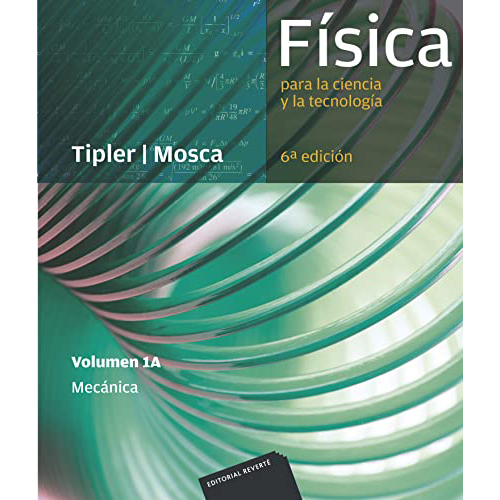 Física
para la ciencia
y la tecnología
Tipler | Mosca
6ª edición
Volumen 1A
Mecánica
EDITORIAL REVERTÉ